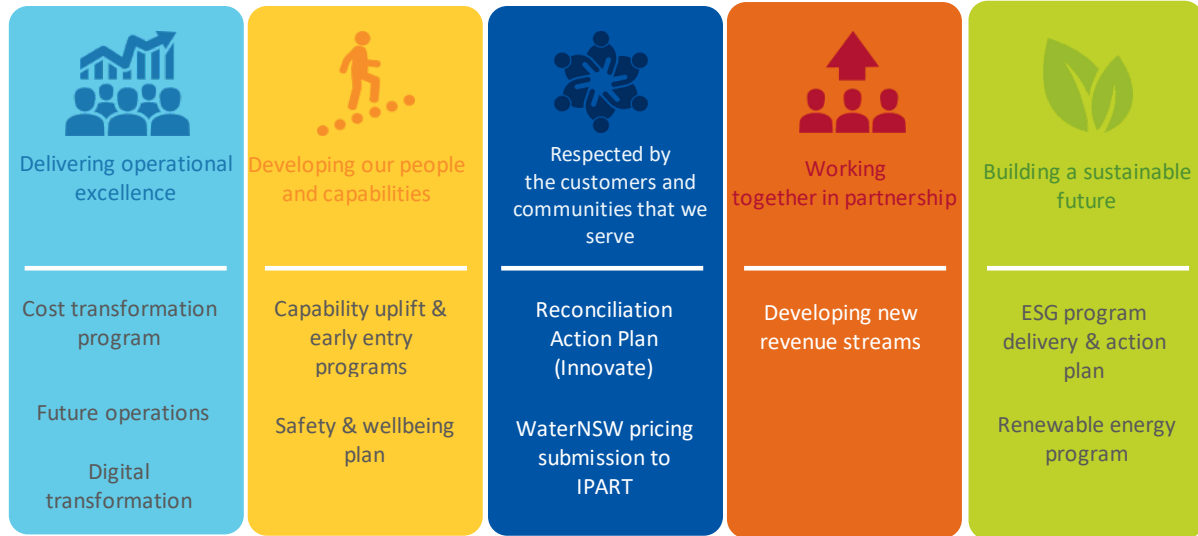 Delivering operational
excellence
Cost transformation
program
Future operations
Digital
transformation
Developing our people
and capabilities
Capability uplift &
early entry
programs
Safety & wellbeing
plan
Respected by
the customers and
communities that we
serve
Reconciliation
Action Plan
(Innovate)
WaterNSW pricing
submission to
IPART
Working
together in partnership
Developing new
revenue streams
Building a sustainable
future
ESG program
delivery & action
plan
Renewable energy
program